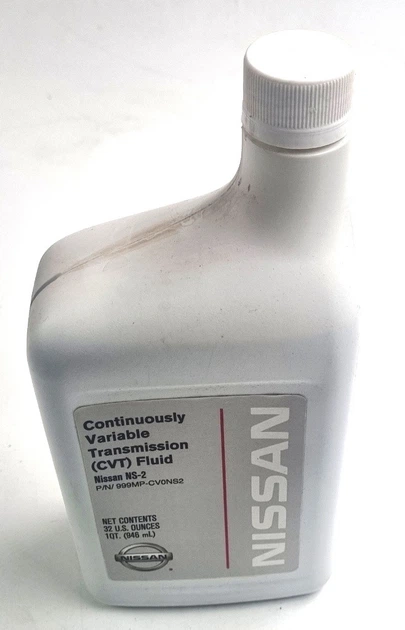 Continuously
Variable
Transmission
(CVT) Fluid
Nissan NS-2
P/N/ 999MP-CV0NS2
NET CONTENTS
32 U.S. OUNCES
1QT. (946 mL)
NISSAN
NISSAN